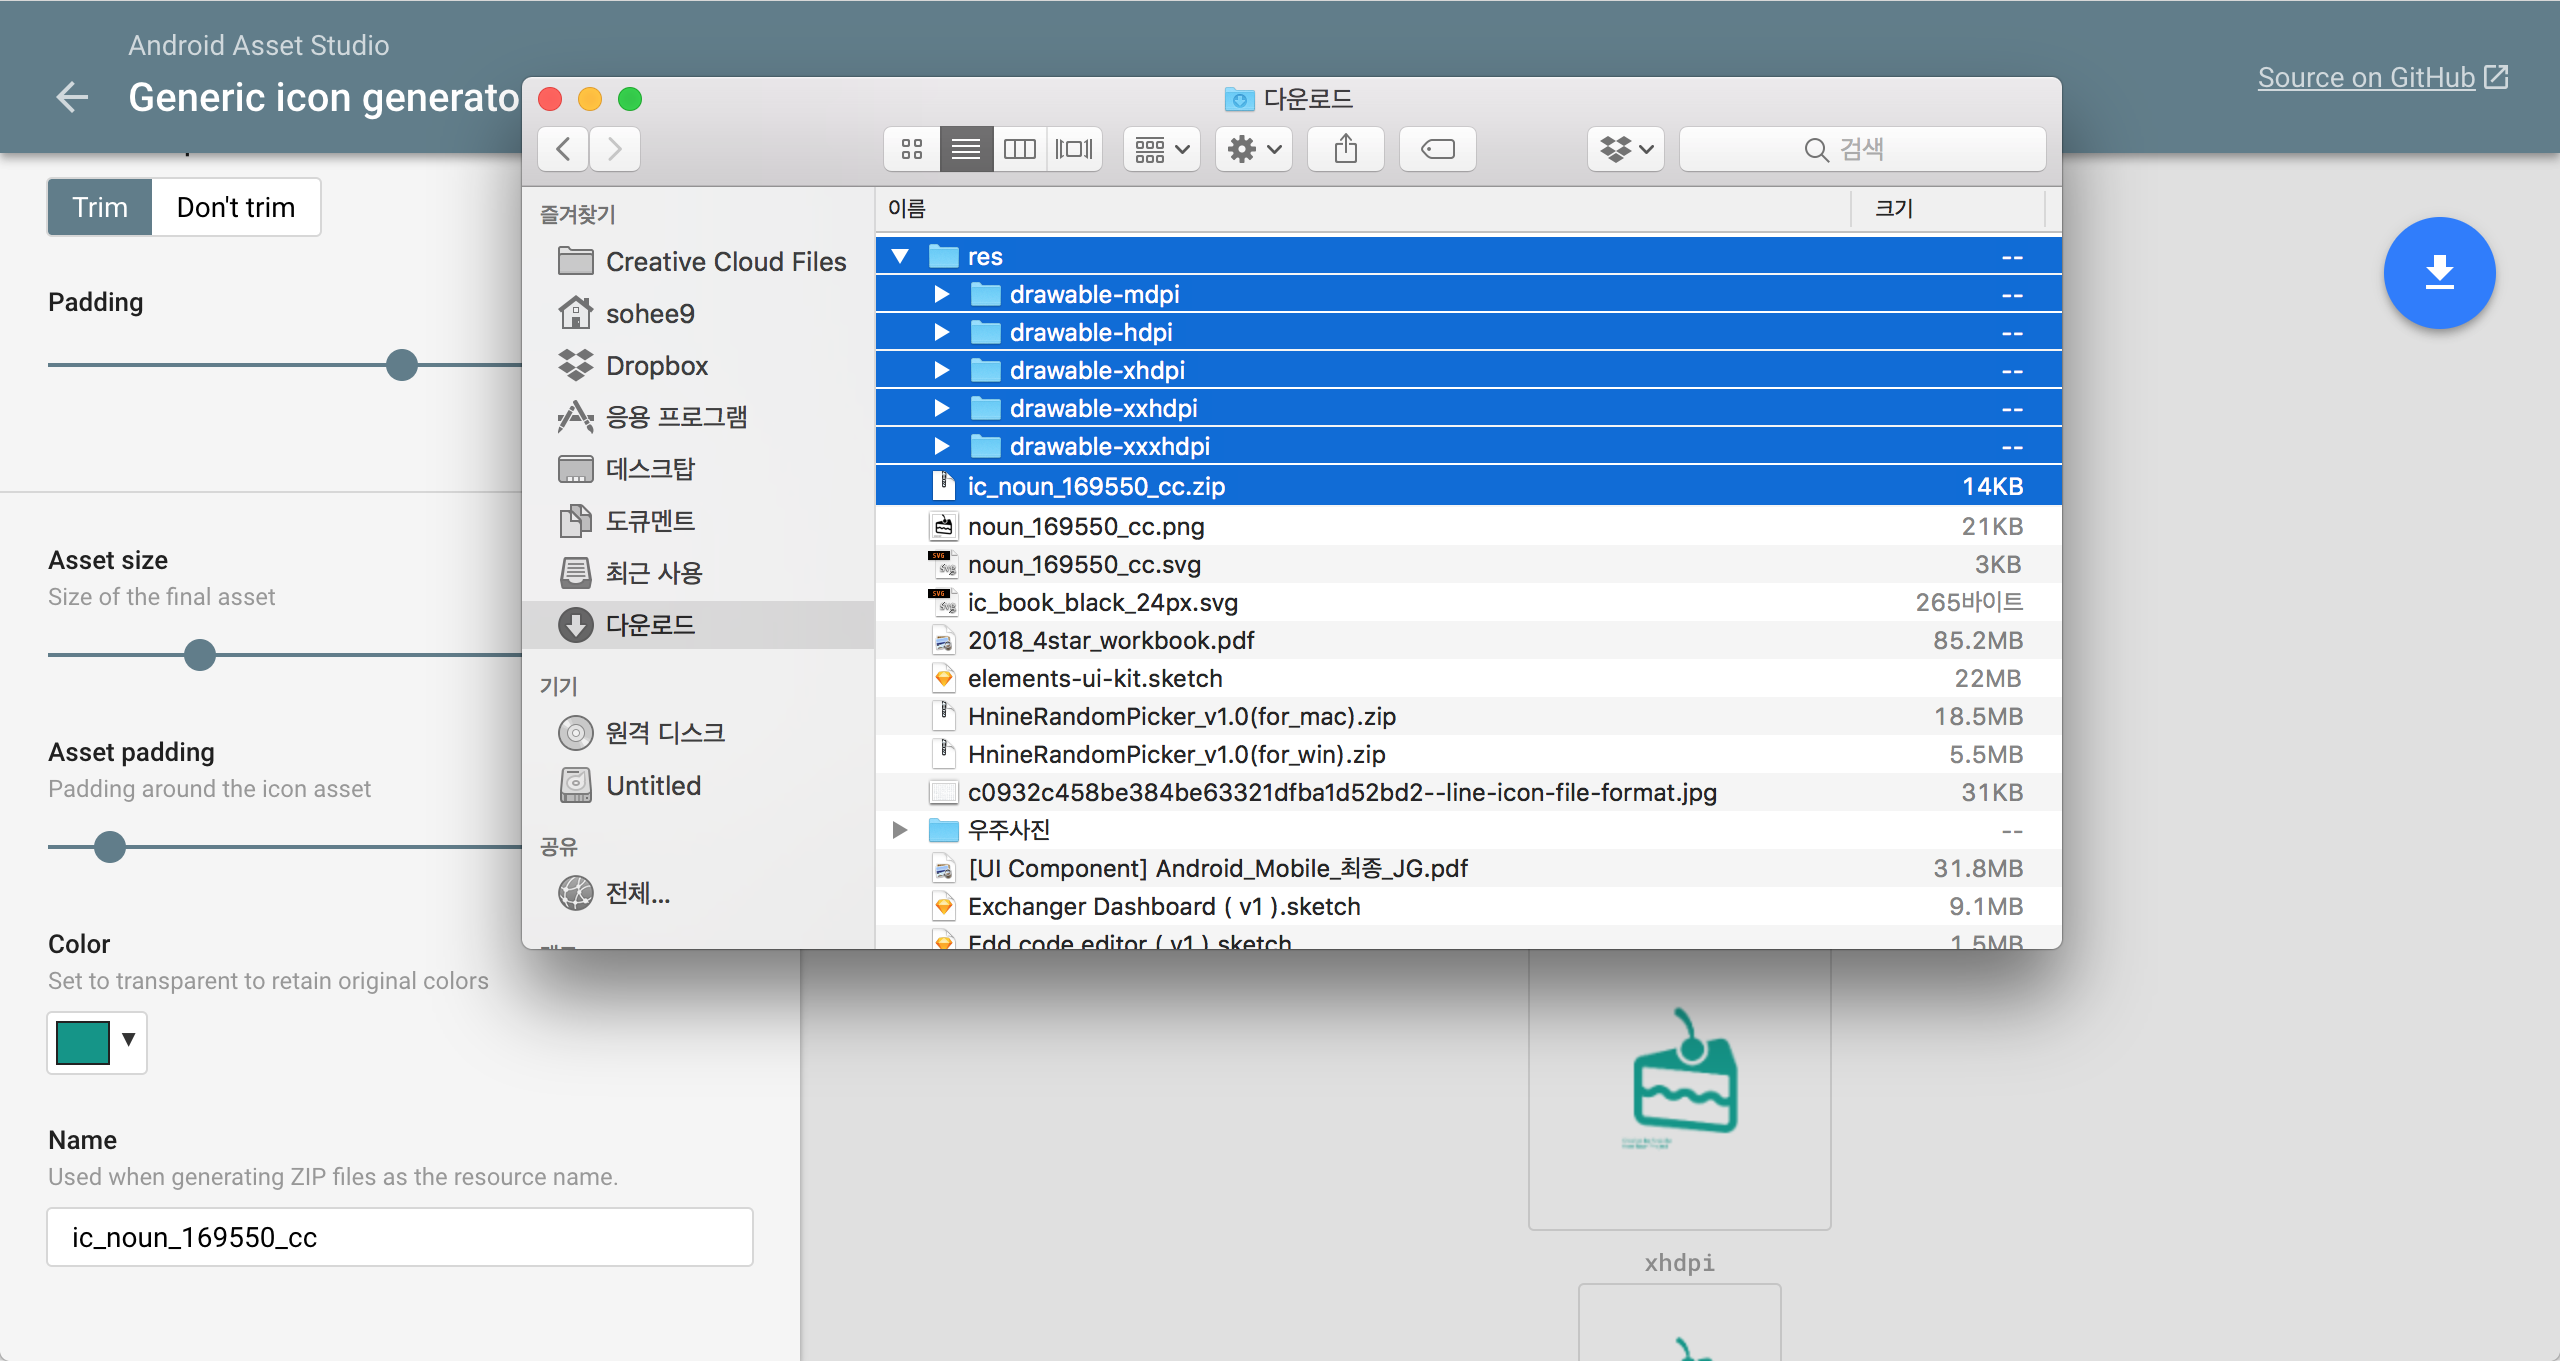 Android Asset Studio
Generic icon generato
Source on GitHub
Trim
Don't trim
Padding
Asset size
Size of the final asset
Asset padding
Padding around the icon asset
Color
Set to transparent to retain original colors
Name
Used when generating ZIP files as the resource name.
ic_noun_169550_cc
다운로드
검색
즐겨찾기
Creative Cloud Files
sohee9
Dropbox
응용 프로그램
데스크탑
도큐멘트
최근 사용
다운로드
기기
원격 디스크
Untitled
공유
전체...
이름 크기
res --
drawable-mdpi --
drawable-hdpi --
drawable-xhdpi --
drawable-xxhdpi --
drawable-xxxhdpi --
ic_noun_169550_cc.zip 14KB
noun_169550_cc.png 21KB
noun_169550_cc.svg 3KB
ic_book_black_24px.svg 265바이트
2018_4star_workbook.pdf 85.2MB
elements-ui-kit.sketch 22MB
HnineRandomPicker_v1.0(for_mac).zip 18.5MB
HnineRandomPicker_v1.0(for_win).zip 5.5MB
c0932c458be384be63321dfba1d52bd2--line-icon-file-format.jpg 31KB
우주사진 --
[UI Component] Android_Mobile_최종_JG.pdf 31.8MB
Exchanger Dashboard ( v1 ).sketch 9.1MB
Edd code editor ( v1 ).sketch 1.5MB
xhdpi